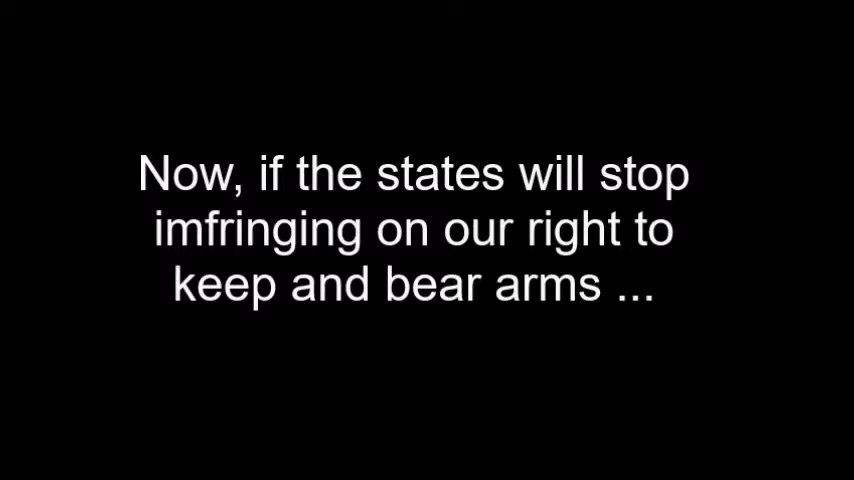 Now, if the states will stop
imfringing on our right to
keep and bear arms ...